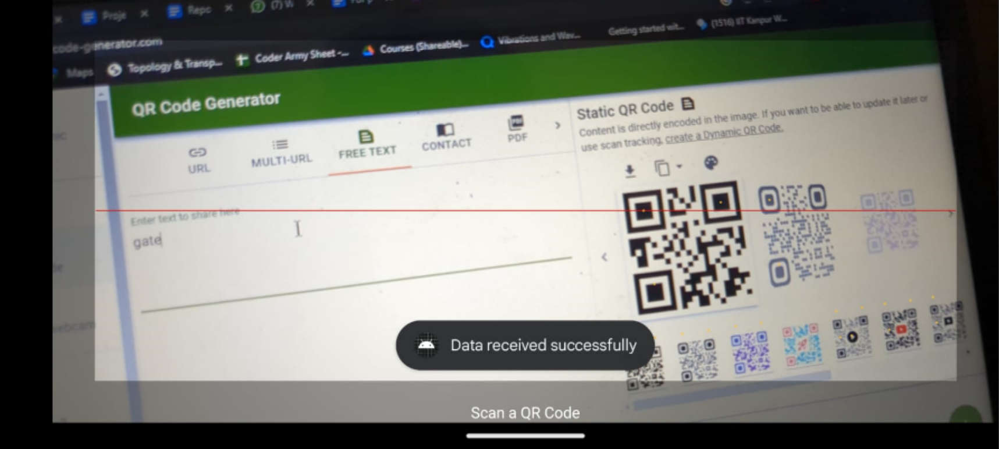 Proje
Repo
(7) W
code-generator.com
Maps
Topology & Transp...
Coder Army Sheet -...
Courses (Shareable)...
Vibrations and Wav...
Getting started wit...
(1516) IIT Kanpur W...
QR Code Generator
URL
MULTI-URL
FREE TEXT
CONTACT
PDF
Static QR Code
Content is directly encoded in the image. If you want to be able to update it later or
use scan tracking, create a Dynamic QR Code.
Enter text to share here
gate
webcam
Data received successfully
Scan a QR Code